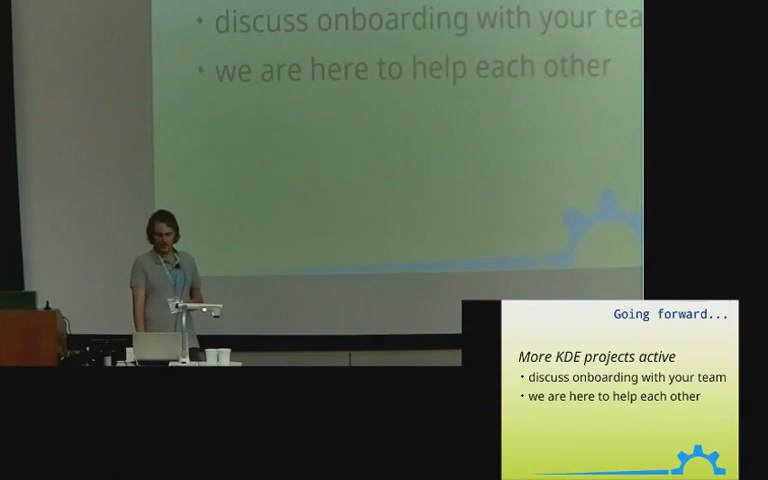 discuss onboarding with your tea
we are here to help each other
Going forward...
More KDE projects active
discuss onboarding with your team
we are here to help each other